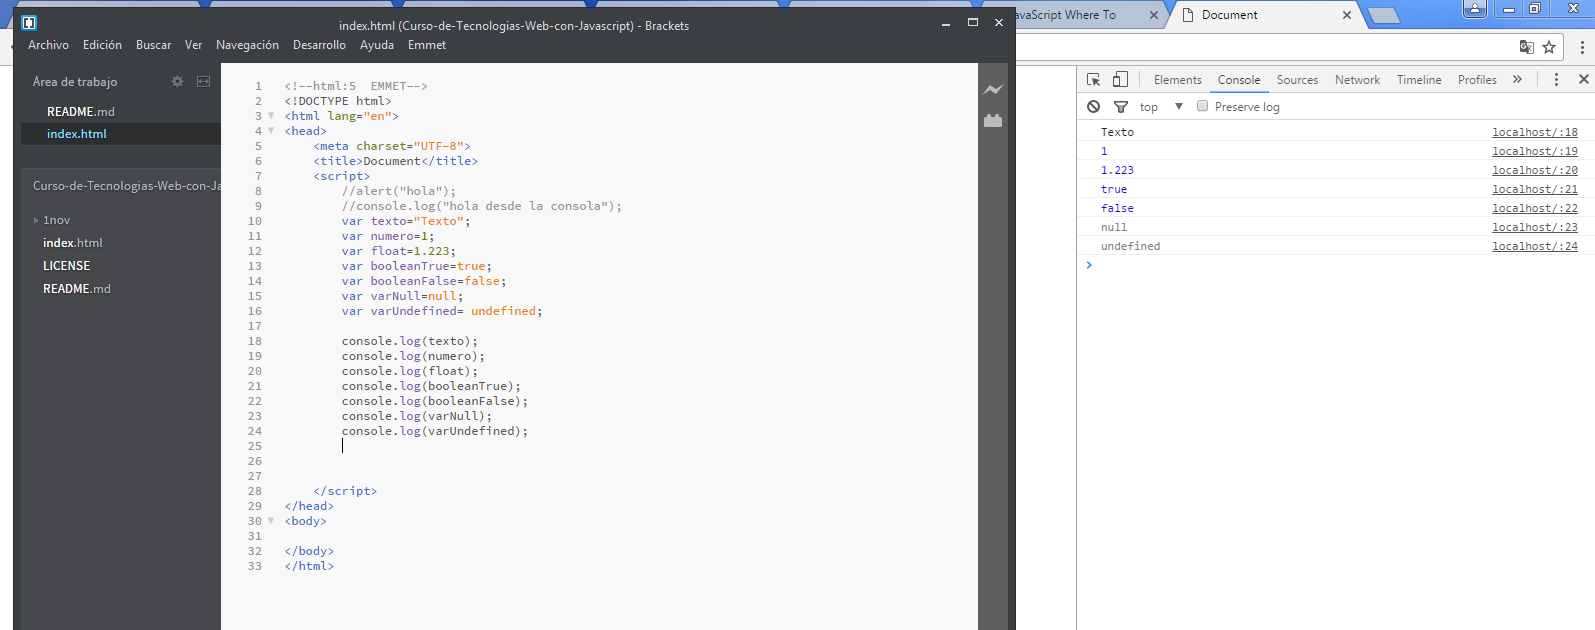 index.html (Curso-de-Tecnologias-Web-con-Javascript) - Brackets
Archivo Edición Buscar Ver Navegación Desarrollo Ayuda Emmet
Área de trabajo
README.md
index.html
Curso-de-Tecnologias-Web-con-Ja
1nov
index.html
LICENSE
README.md
1 <!--html:5  EMMET-->
2 <!DOCTYPE html>
3 <html lang="en">
4 <head>
5     <meta charset="UTF-8">
6     <title>Document</title>
7     <script>
8         //alert("hola");
9         //console.log("hola desde la consola");
10         var texto="Texto";
11         var numero=1;
12         var float=1.223;
13         var booleanTrue=true;
14         var booleanFalse=false;
15         var varNull=null;
16         var varUndefined= undefined;
17
18         console.log(texto);
19         console.log(numero);
20         console.log(float);
21         console.log(booleanTrue);
22         console.log(booleanFalse);
23         console.log(varNull);
24         console.log(varUndefined);
25
26
27
28     </script>
29 </head>
30 <body>
31
32 </body>
33 </html>
JavaScript Where To
Document
Elements Console Sources Network Timeline Profiles »
top Preserve log
Texto localhost/:18
1 localhost/:19
1.223 localhost/:20
true localhost/:21
false localhost/:22
null localhost/:23
undefined localhost/:24